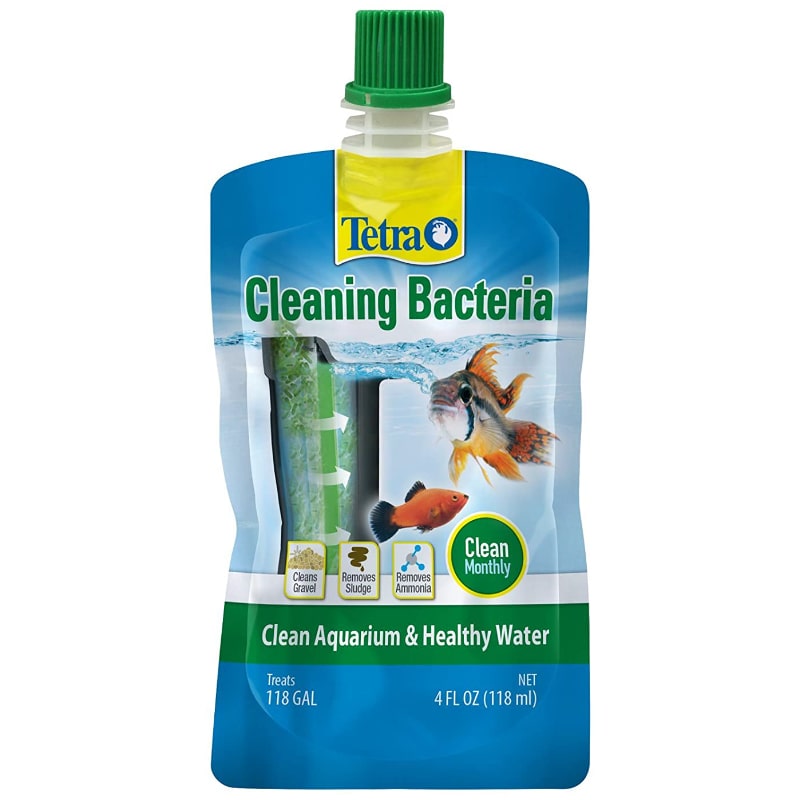 Tetra
Cleaning Bacteria
Cleans
Gravel
Removes
Sludge
Removes
Ammonia
Clean
Monthly
Clean Aquarium & Healthy Water
Treats
118 GAL
NET
4 FL OZ (118 ml)